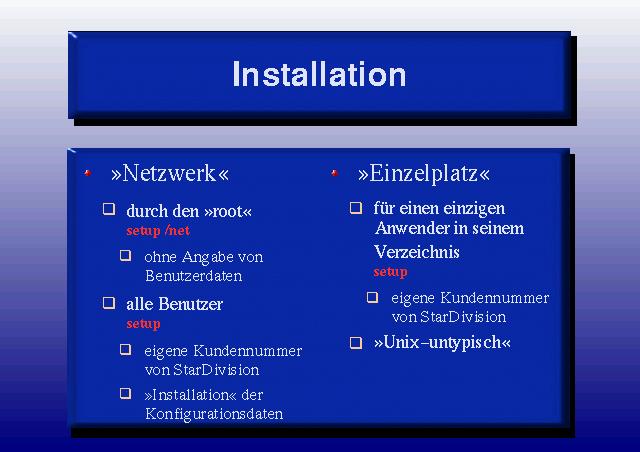 Installation
»Netzwerk«
durch den »root«
setup /net
ohne Angabe von
Benutzerdaten
alle Benutzer
setup
eigene Kundennummer
von StarDivision
»Installation« der
Konfigurationsdaten
»Einzelplatz«
für einen einzigen
Anwender in seinem
Verzeichnis
setup
eigene Kundennummer
von StarDivision
»Unix–untypisch«